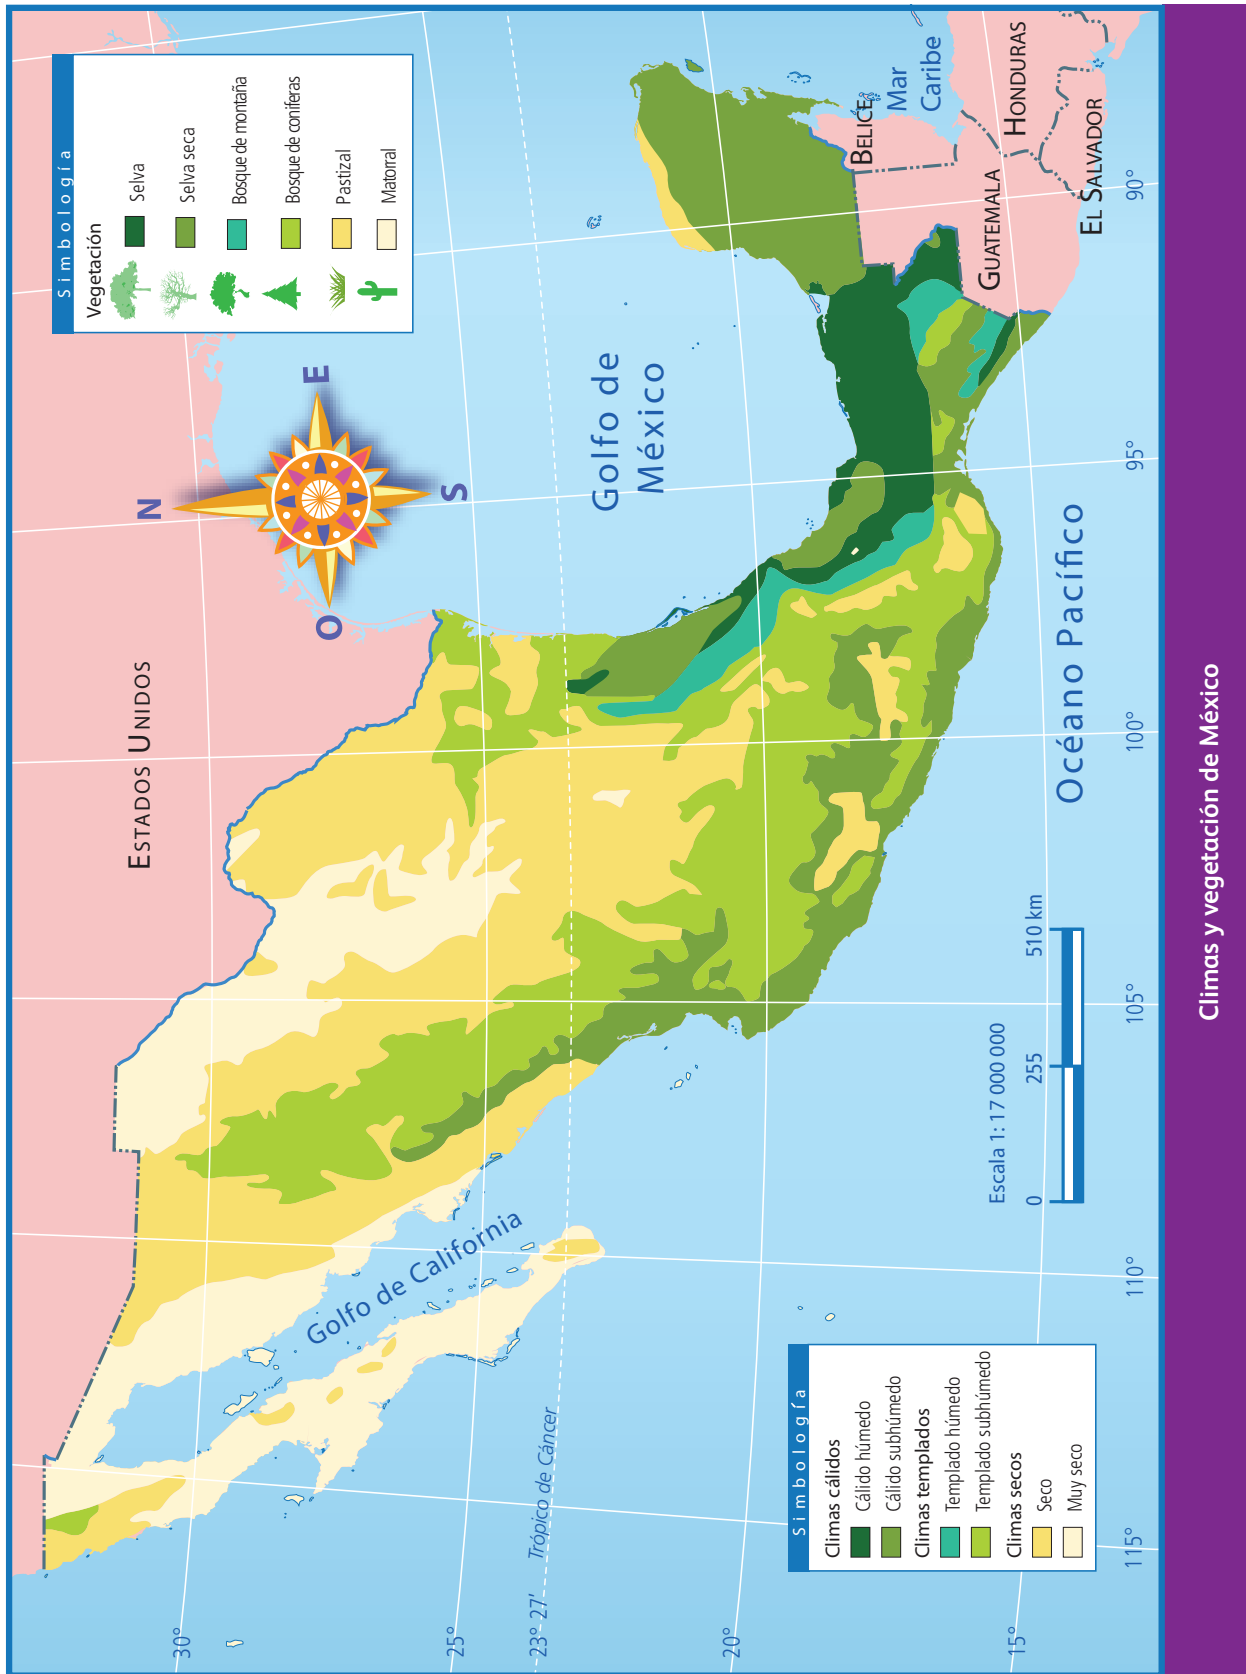 Simbología
Vegetación
Selva
Selva seca
Bosque de montaña
Bosque de coníferas
Pastizal
Matorral
N
E
S
O
ESTADOS UNIDOS
Golfo de
México
Golfo de California
Mar
Caribe
BELICE
GUATEMALA
HONDURAS
EL SALVADOR
Océano Pacífico
Trópico de Cáncer
30°
25°
23° 27'
20°
15°
115°
110°
105°
100°
95°
90°
Escala 1: 17 000 000
0 255 510 km
Simbología
Climas cálidos
Cálido húmedo
Cálido subhúmedo
Climas templados
Templado húmedo
Templado subhúmedo
Climas secos
Seco
Muy seco
Climas y vegetación de México